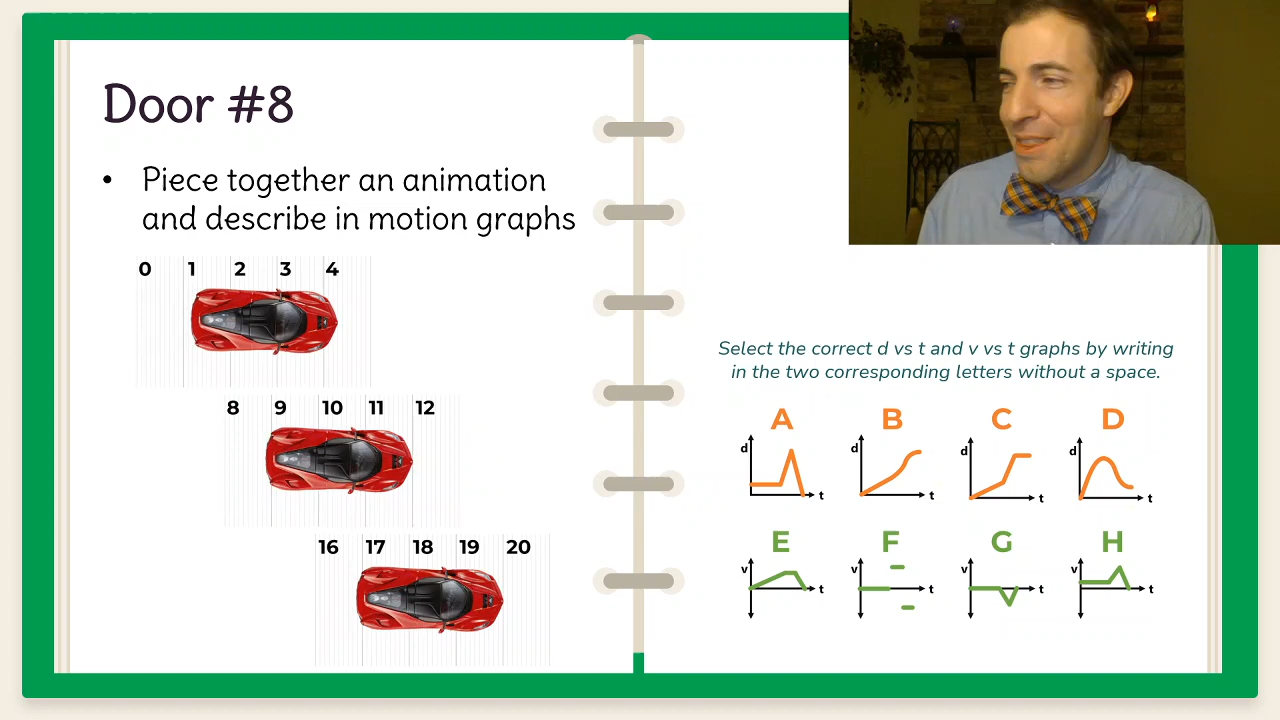 Door #8
• Piece together an animation
and describe in motion graphs
0 1 2 3 4
8 9 10 11 12
16 17 18 19 20
Select the correct d vs t and v vs t graphs by writing
in the two corresponding letters without a space.
A B C D
d t d t d t d t
E F G H
v t v t v t v t